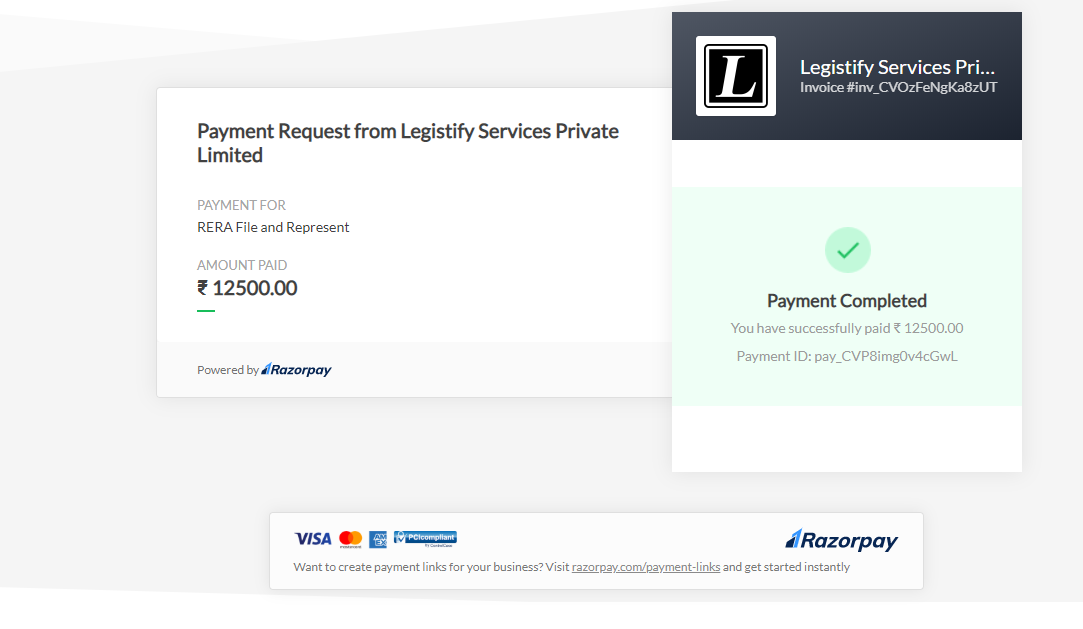 Payment Request from Legistify Services Private
Limited
PAYMENT FOR
RERA File and Represent
AMOUNT PAID
₹ 12500.00
Powered by Razorpay
L
Legistify Services Pri...
Invoice #inv_CVOzFeNgKa8zUT
Payment Completed
You have successfully paid ₹ 12500.00
Payment ID: pay_CVP8img0v4cGwL
VISA AM EX PCIcompliant
Razorpay
Want to create payment links for your business? Visit razorpay.com/payment-links and get started instantly